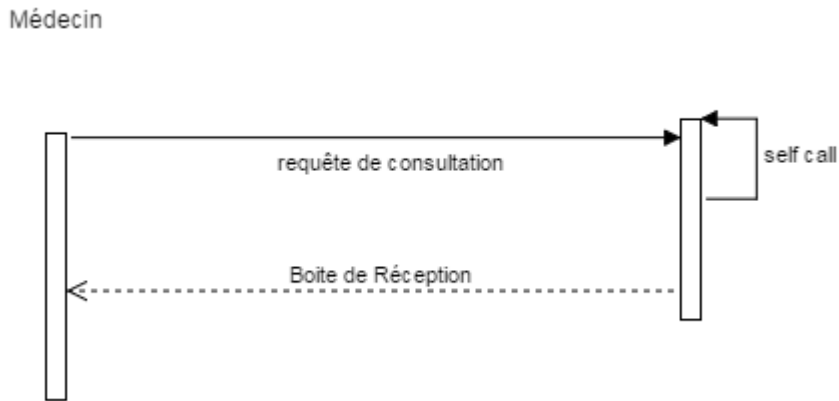 Médecin
requête de consultation
self call
Boite de Réception